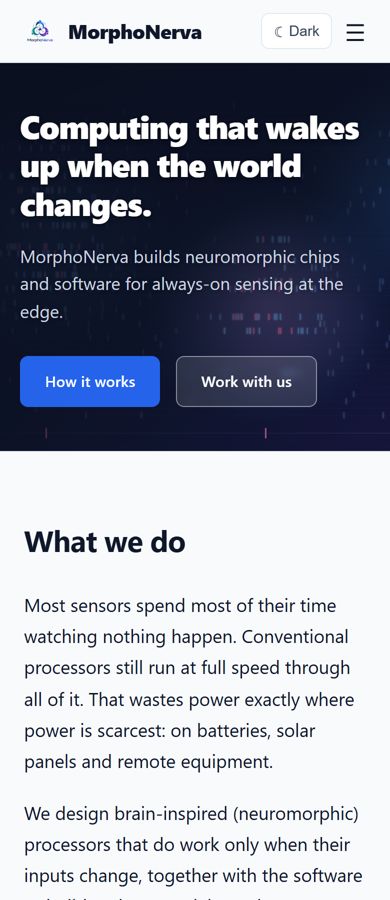 MorphoNerva
MorphoNerva
Dark
Computing that wakes
up when the world
changes.
MorphoNerva builds neuromorphic chips
and software for always-on sensing at the
edge.
How it works
Work with us
What we do
Most sensors spend most of their time
watching nothing happen. Conventional
processors still run at full speed through
all of it. That wastes power exactly where
power is scarcest: on batteries, solar
panels and remote equipment.
We design brain-inspired (neuromorphic)
processors that do work only when their
inputs change, together with the software